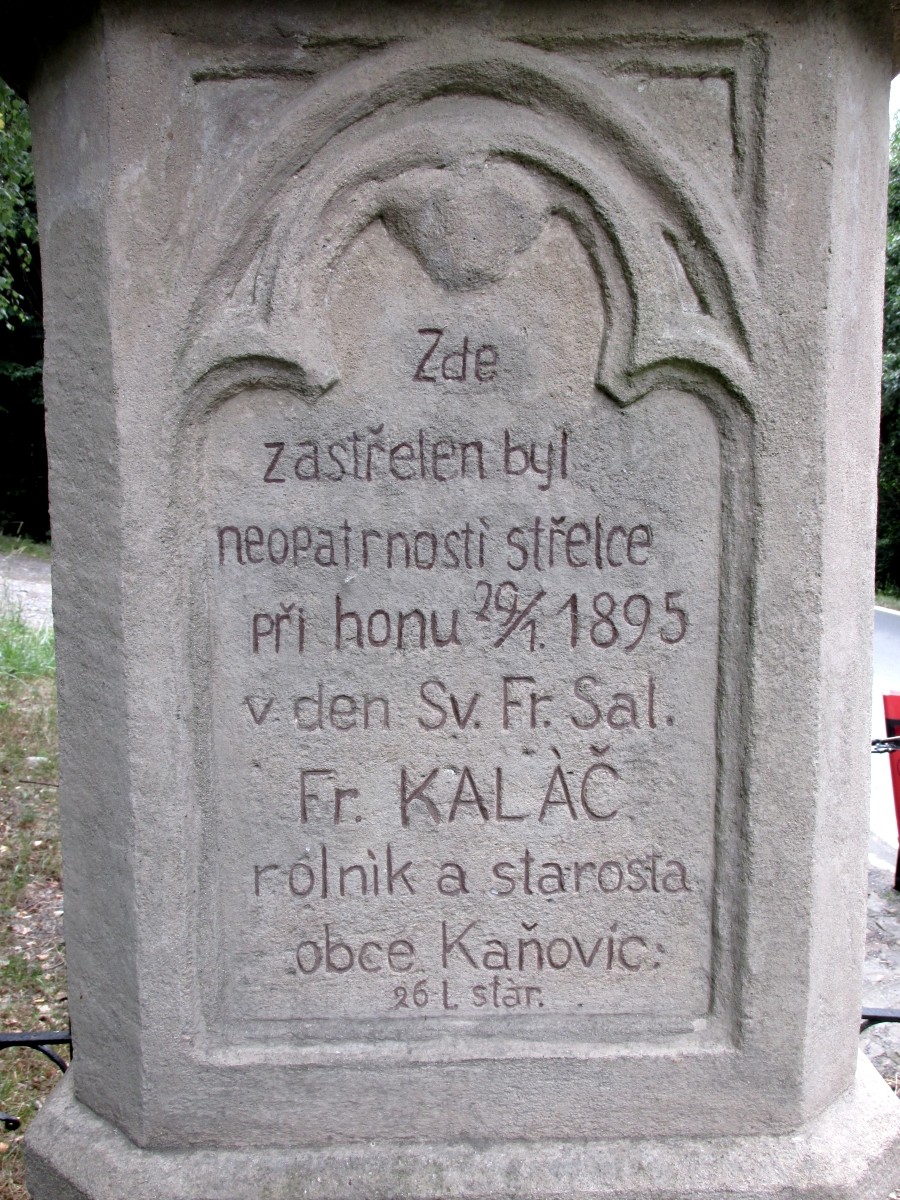 Zde
zastřelen byl
neopatrností střelce
při honu 29/1. 1895
v den Sv. Fr. Sal.
Fr. KALÁČ
rolník a starosta
obce Kaňovic.
26 l. stár.